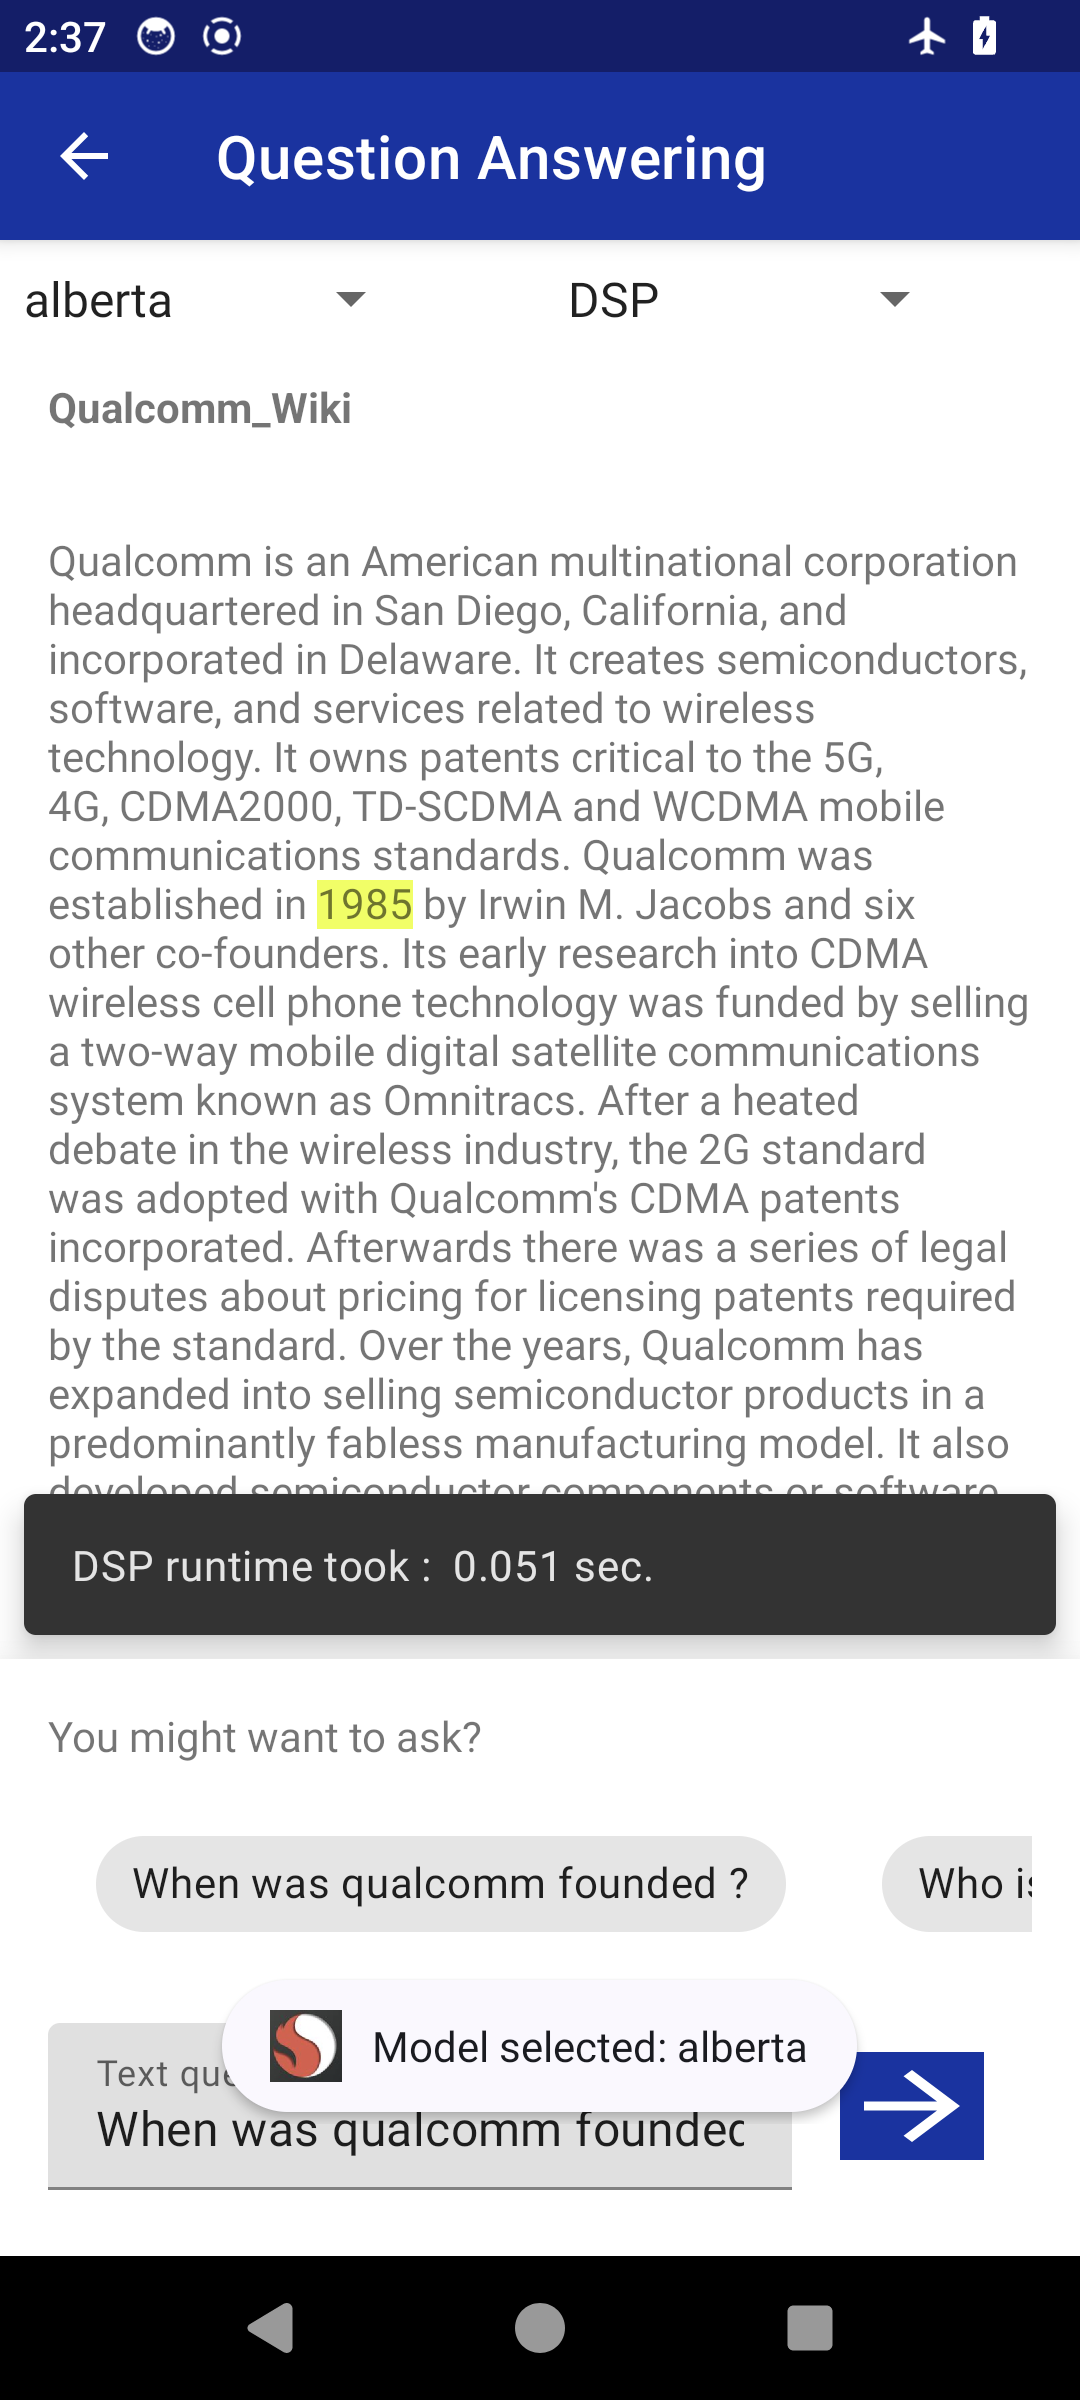 2:37
Question Answering
alberta DSP
Qualcomm_Wiki
Qualcomm is an American multinational corporation
headquartered in San Diego, California, and
incorporated in Delaware. It creates semiconductors,
software, and services related to wireless
technology. It owns patents critical to the 5G,
4G, CDMA2000, TD-SCDMA and WCDMA mobile
communications standards. Qualcomm was
established in 1985 by Irwin M. Jacobs and six
other co-founders. Its early research into CDMA
wireless cell phone technology was funded by selling
a two-way mobile digital satellite communications
system known as Omnitracs. After a heated
debate in the wireless industry, the 2G standard
was adopted with Qualcomm's CDMA patents
incorporated. Afterwards there was a series of legal
disputes about pricing for licensing patents required
by the standard. Over the years, Qualcomm has
expanded into selling semiconductor products in a
predominantly fabless manufacturing model. It also
developed semiconductor components or software
DSP runtime took : 0.051 sec.
You might want to ask?
When was qualcomm founded ? Who is
Model selected: alberta
Text que
When was qualcomm founded